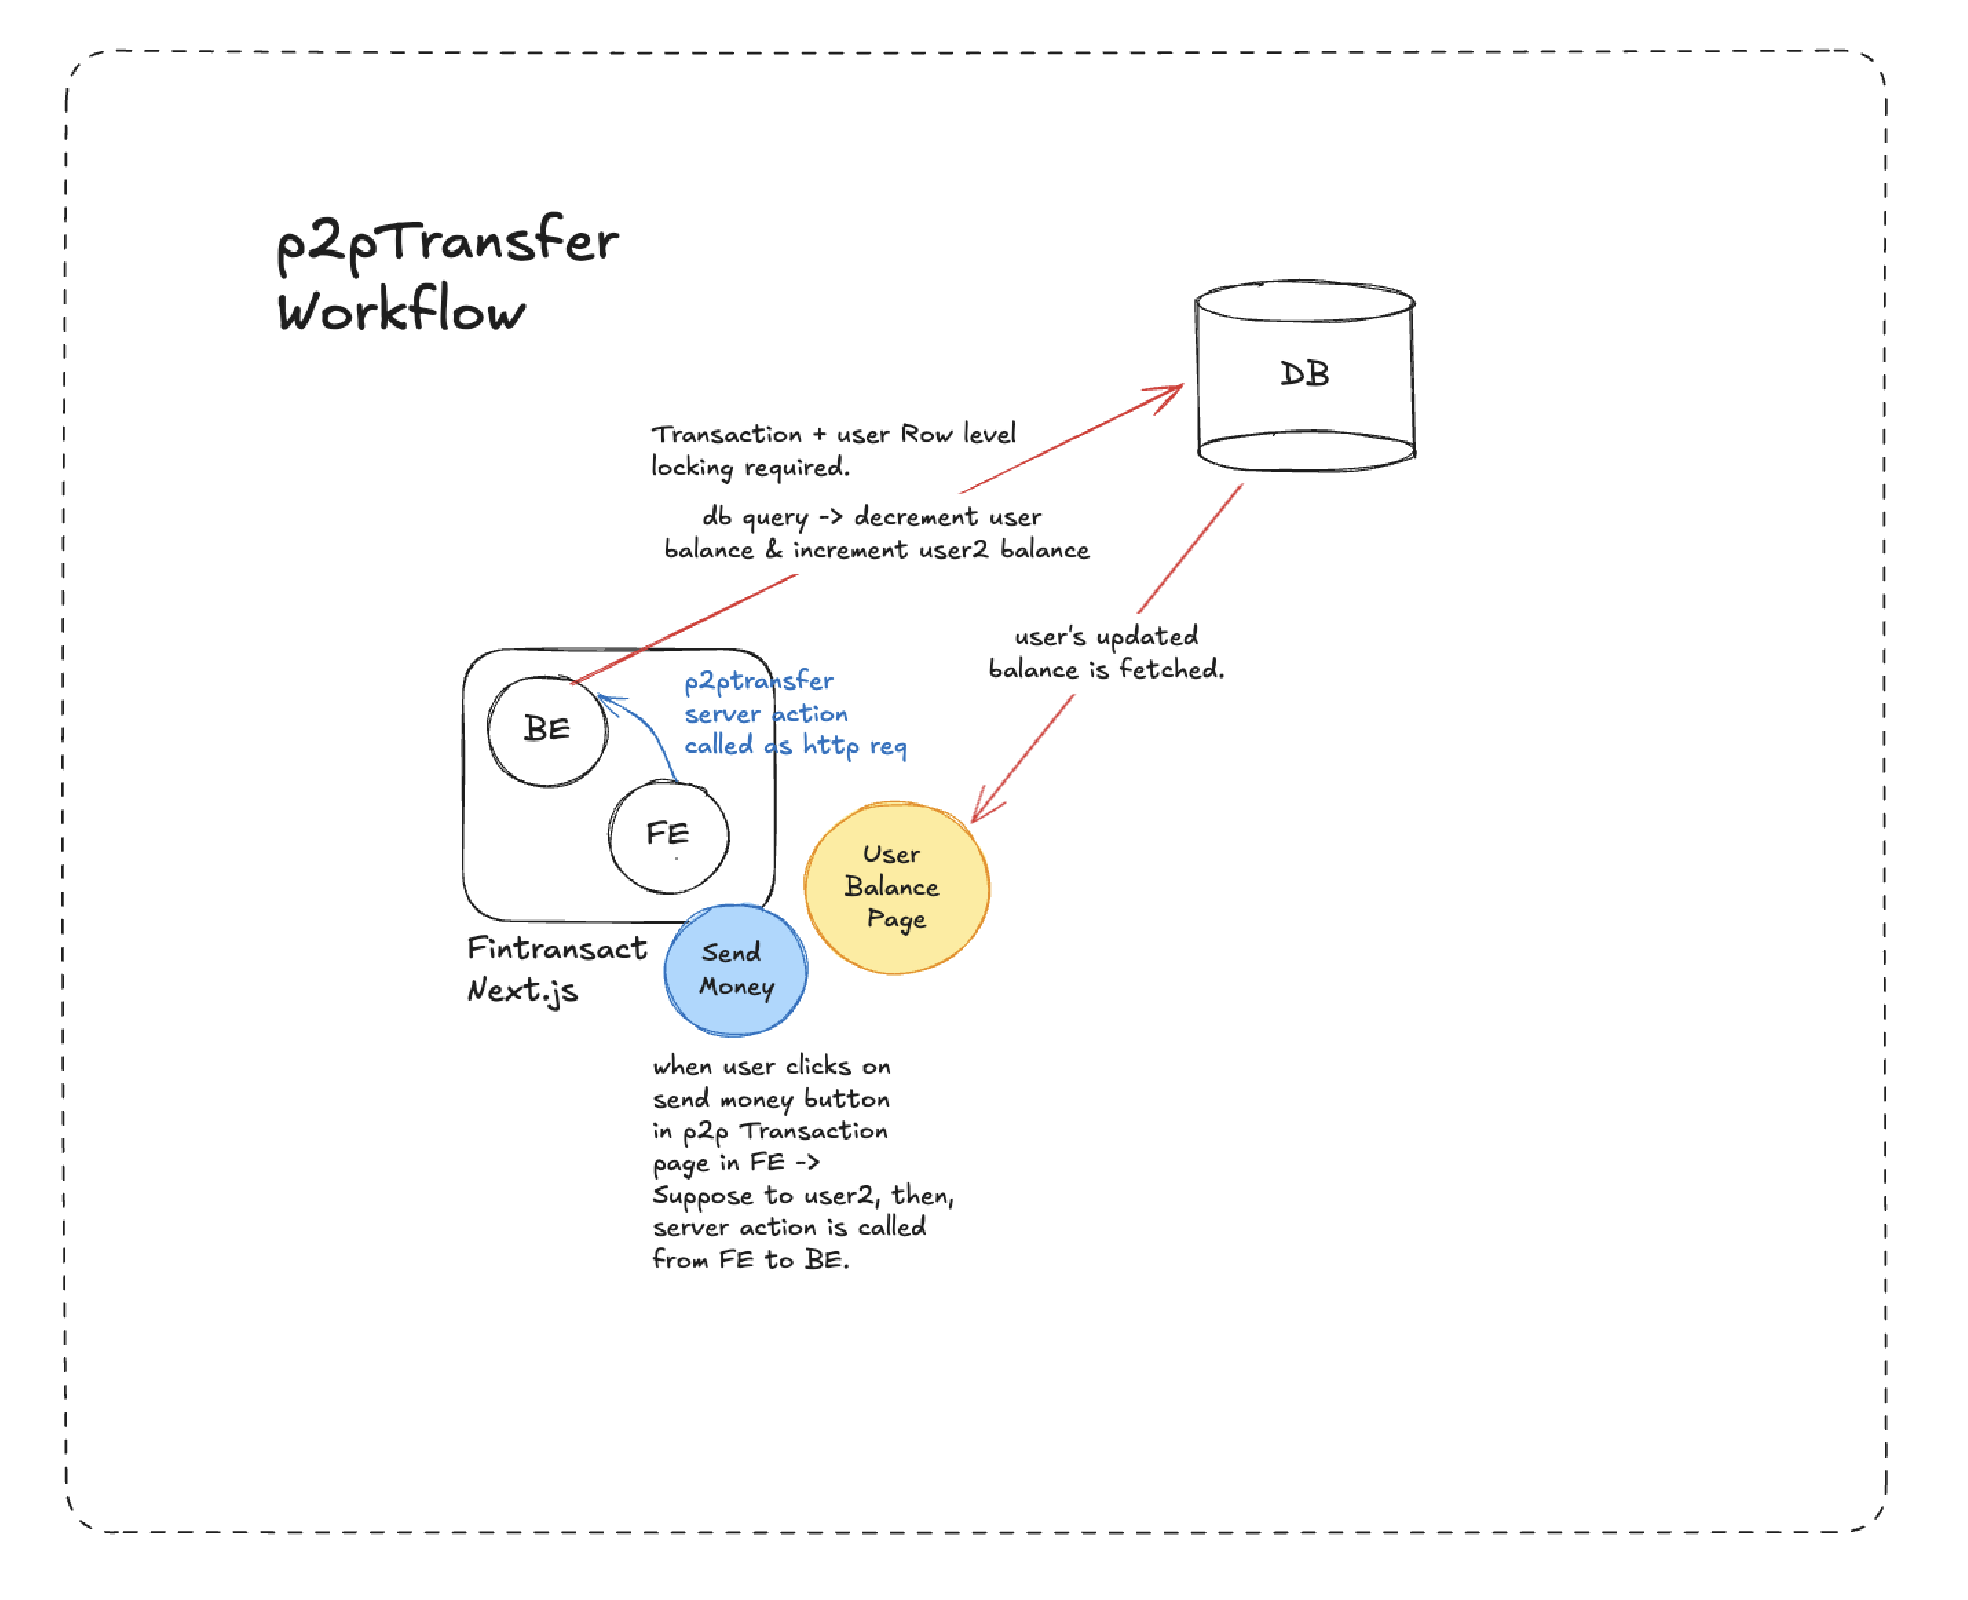 p2pTransfer
Workflow
DB
Transaction + user Row level
locking required.
db query -> decrement user
balance & increment user2 balance
user's updated
balance is fetched.
p2ptransfer
server action
called as http req
BE
FE
User
Balance
Page
Fintransact
Next.js
Send
Money
when user clicks on
send money button
in p2p Transaction
page in FE ->
Suppose to user2, then,
server action is called
from FE to BE.